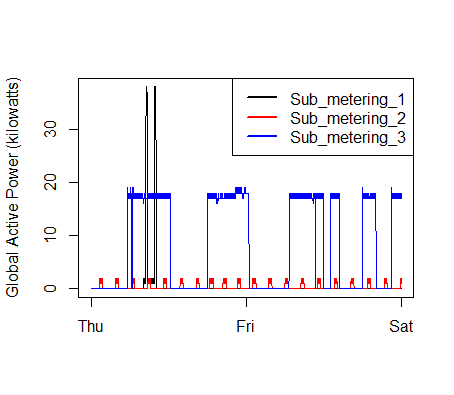 Global Active Power (kilowatts)
30
20
10
0
Sub_metering_1
Sub_metering_2
Sub_metering_3
Thu
Fri
Sat